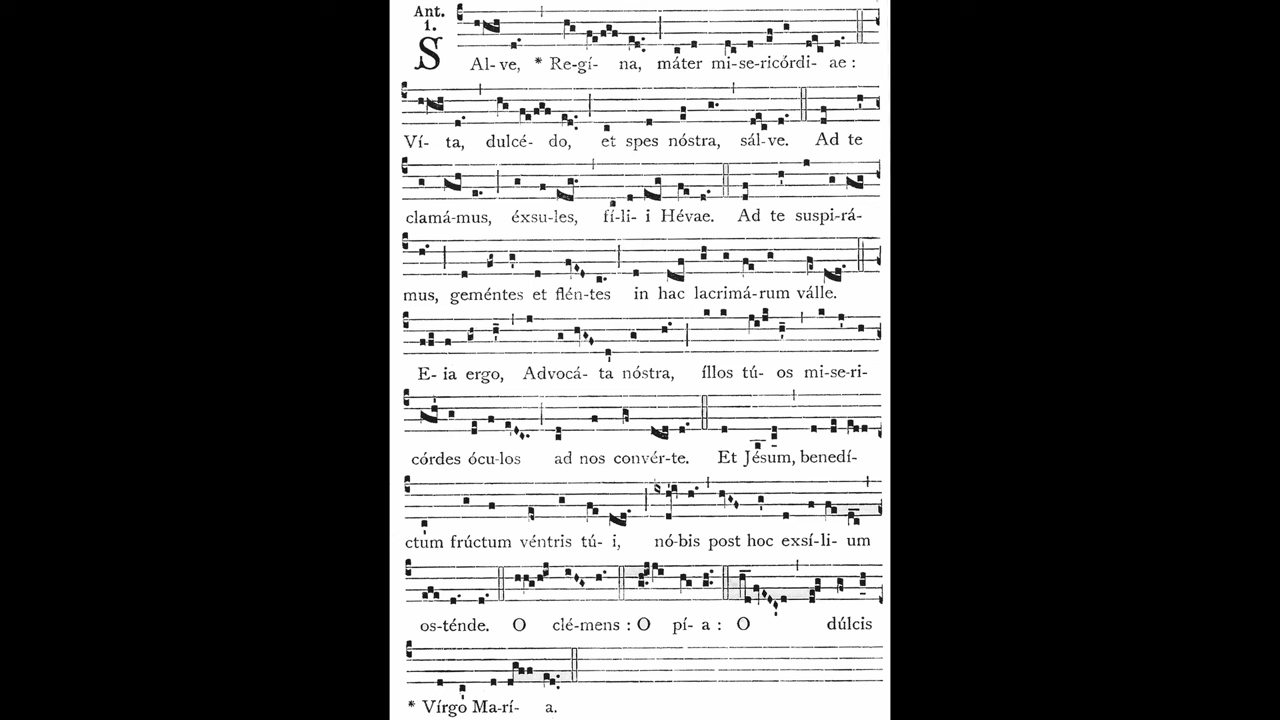 Ant.
1.
SAl- ve, * Re-gí- na, máter mi-se-ricórdi- ae :
Ví- ta, dulcé- do, et spes nóstra, sál-ve. Ad te
clamá-mus, éxsu-les, fí-li- i Hévae. Ad te suspi-rá-
mus, geméntes et flén-tes in hac lacrimá-rum válle.
E- ia ergo, Advocá- ta nóstra, íllos tú- os mi-se-ri-
córdes ócu-los ad nos convér-te. Et Jésum, benedí-
ctum frúctum véntris tú- i, nó-bis post hoc exsí-li- um
os-ténde. O clé-mens : O pí- a : O dúlcis
* Vírgo Ma-rí- a.